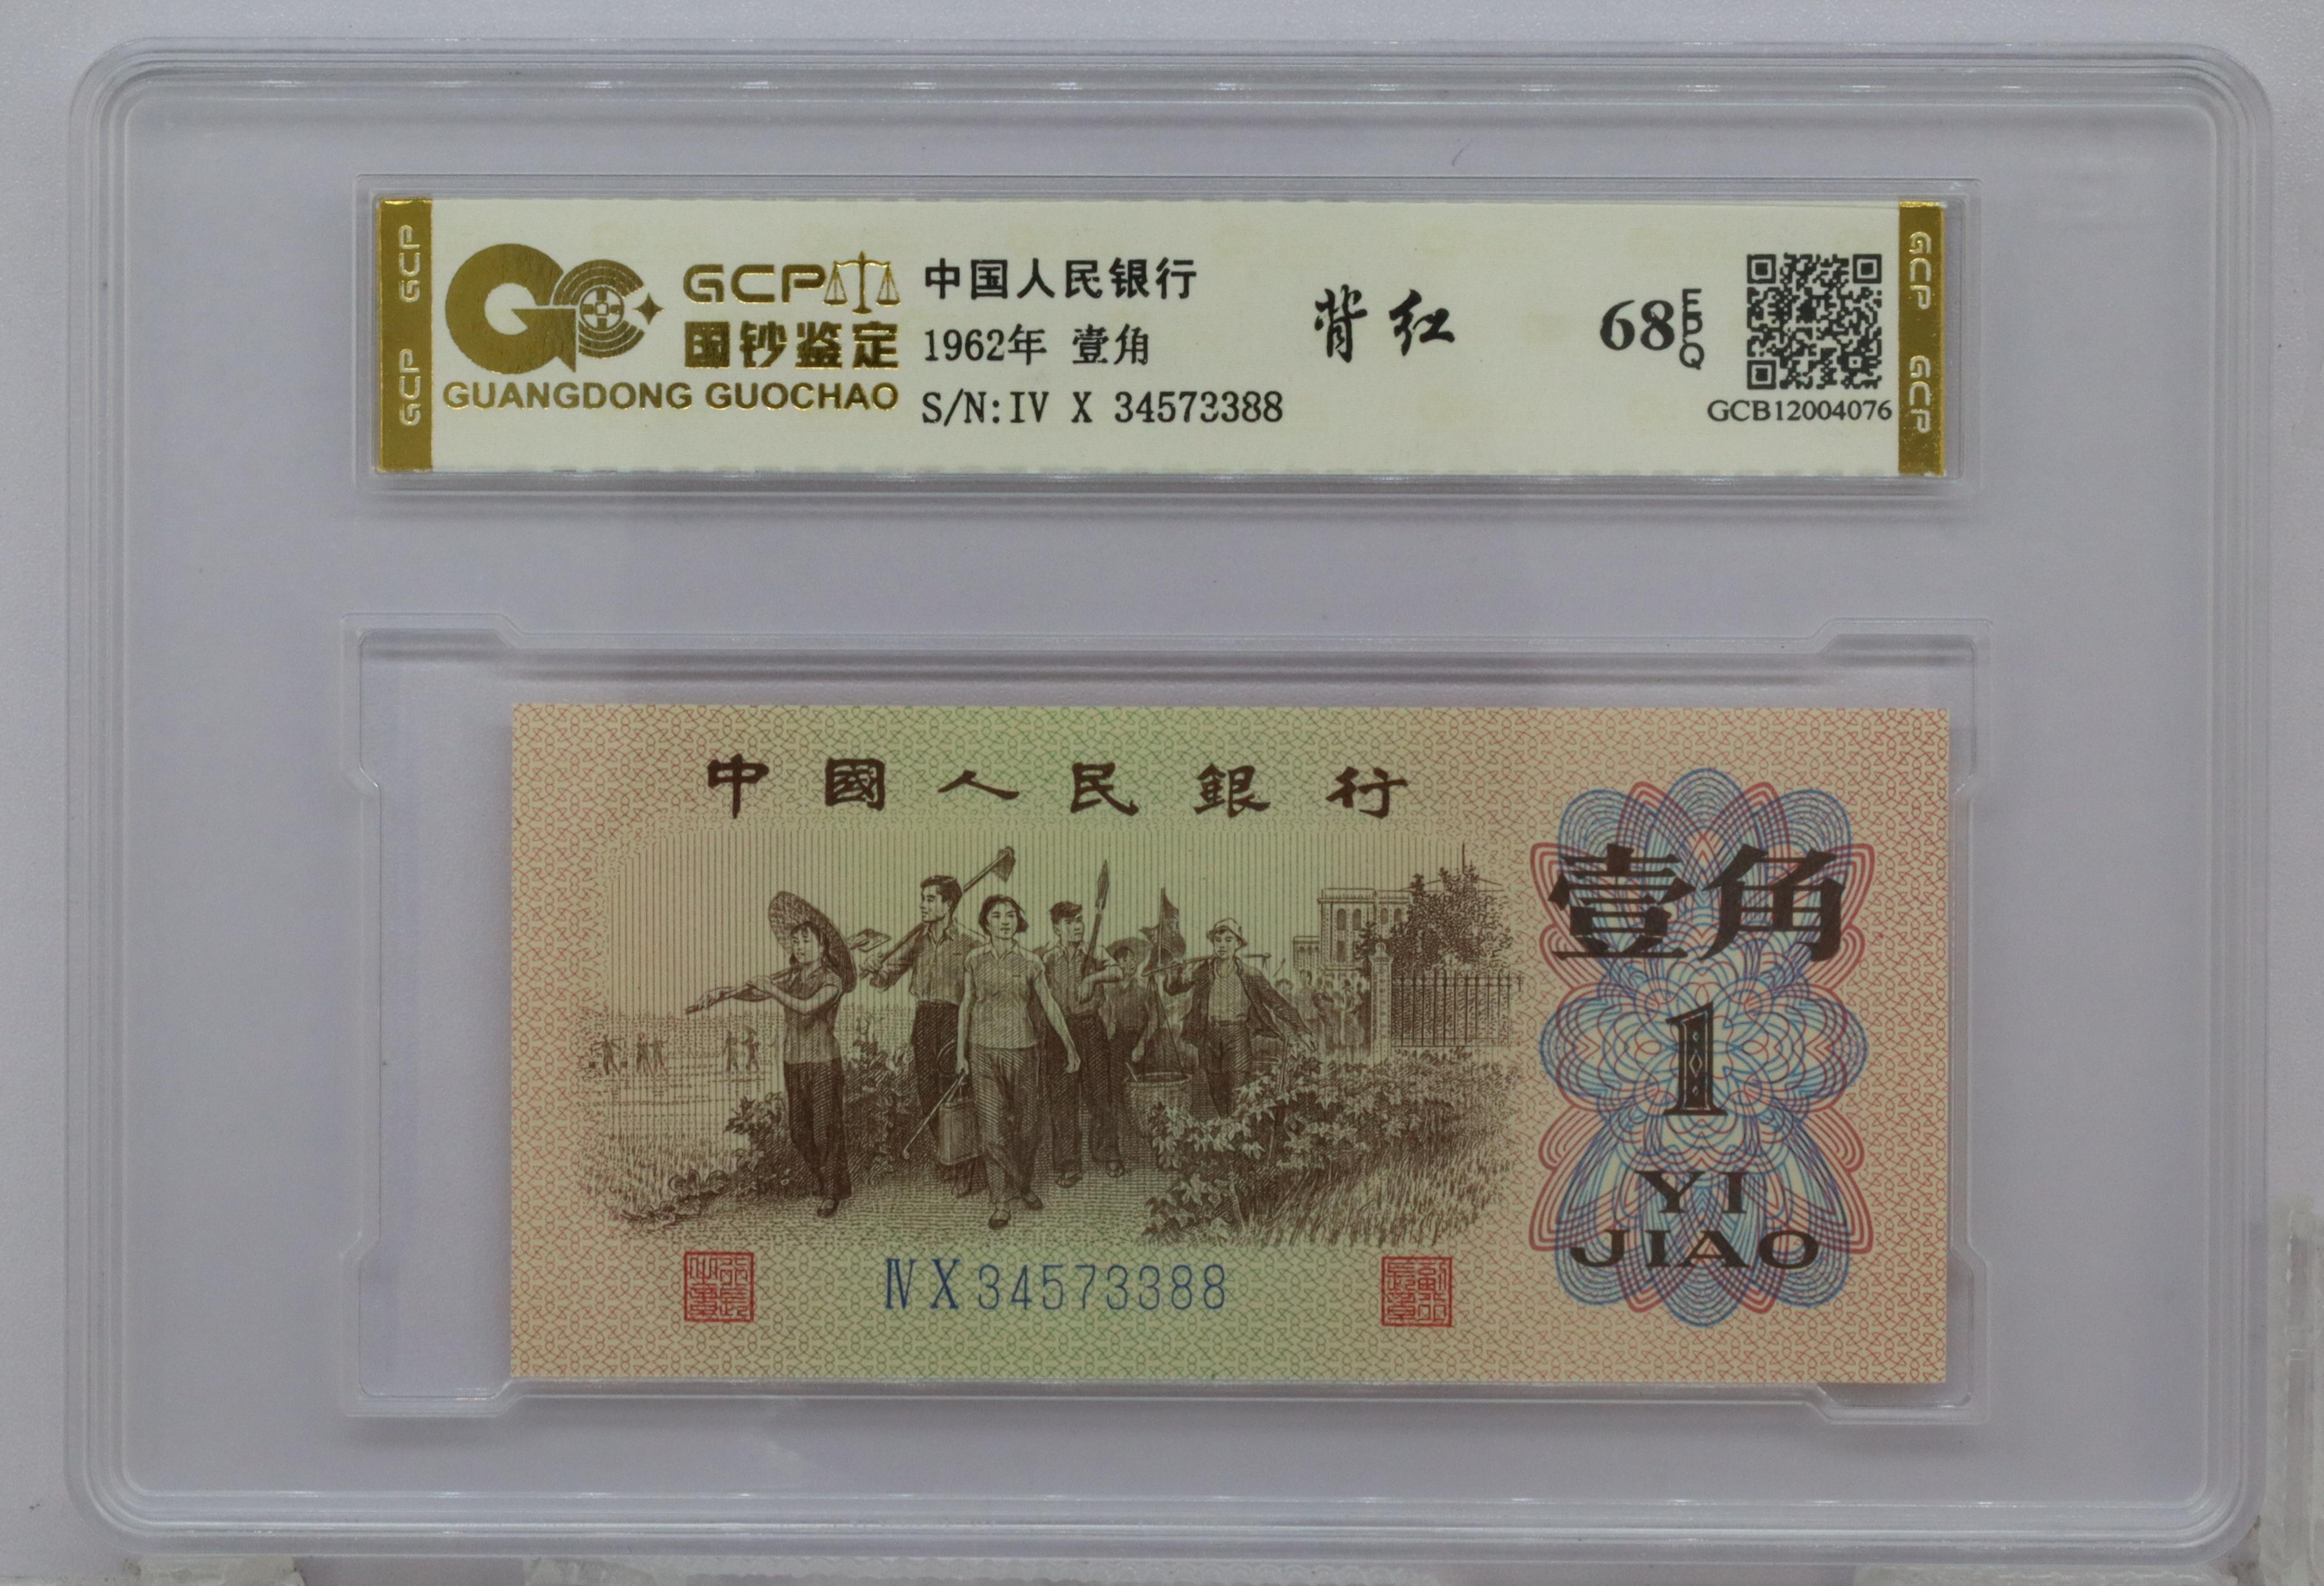 GCP GCP
GCP
国钞鉴定
GUANGDONG GUOCHAO
中国人民银行
1962年 壹角
S/N:IV X 34573388
背红
68 EPQ
GCB12004076
GCP GCP
中國人民銀行
壹角
1
YI
JIAO
ⅣX34573388